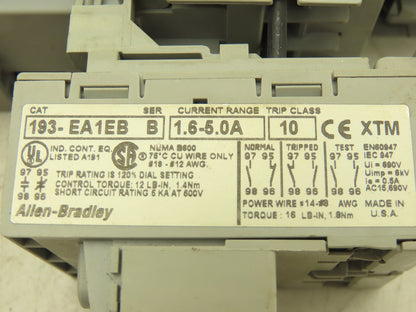 CAT SER CURRENT RANGE TRIP CLASS
193-EA1EB B 1.6-5.0A 10 CE XTM
UL IND. CONT. EQ. LISTED A191
SA NUMA B600 75°C CU WIRE ONLY #18 - #12 AWG.
97 95
98 96
TRIP RATING IS 120% DIAL SETTING
CONTROL TORQUE: 12 LB-IN, 1.4Nm
SHORT CIRCUIT RATING 5 KA AT 600V
Allen-Bradley
NORMAL TRIPPED TEST
97 95 97 95 97 95
98 96 98 96 98 96
EN60947
IEC 947
Ui = 690V
Uimp = 6kV
Ie = 0.5A
AC15,690V
POWER WIRE #14-#8 AWG
TORQUE: 16 LB-IN, 1.8Nm
MADE IN U.S.A.